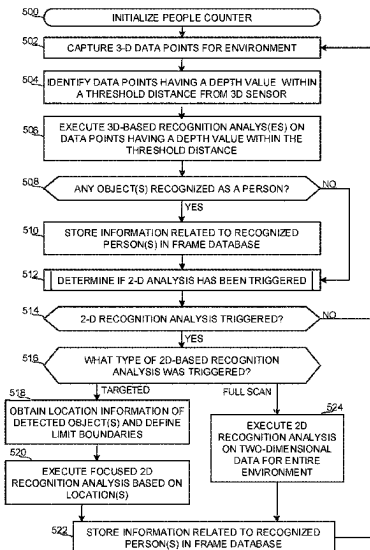 500
INITIALIZE PEOPLE COUNTER
502
CAPTURE 3-D DATA POINTS FOR ENVIRONMENT
504
IDENTIFY DATA POINTS HAVING A DEPTH VALUE WITHIN
A THRESHOLD DISTANCE FROM 3D SENSOR
506
EXECUTE 3D-BASED RECOGNITION ANALYS(ES) ON
DATA POINTS HAVING A DEPTH VALUE WITHIN THE
THRESHOLD DISTANCE
508
ANY OBJECT(S) RECOGNIZED AS A PERSON?
NO
YES
510
STORE INFORMATION RELATED TO RECOGNIZED
PERSON(S) IN FRAME DATABASE
512
DETERMINE IF 2-D ANALYSIS HAS BEEN TRIGGERED
514
2-D RECOGNITION ANALYSIS TRIGGERED?
NO
YES
516
WHAT TYPE OF 2D-BASED RECOGNITION
ANALYSIS WAS TRIGGERED?
TARGETED
FULL SCAN
518
OBTAIN LOCATION INFORMATION OF
DETECTED OBJECT(S) AND DEFINE
LIMIT BOUNDARIES
524
EXECUTE 2D
RECOGNITION ANALYSIS
ON TWO-DIMENSIONAL
DATA FOR ENTIRE
ENVIRONMENT
520
EXECUTE FOCUSED 2D
RECOGNITION ANALYSIS BASED ON
LOCATION(S)
522
STORE INFORMATION RELATED TO RECOGNIZED
PERSON(S) IN FRAME DATABASE